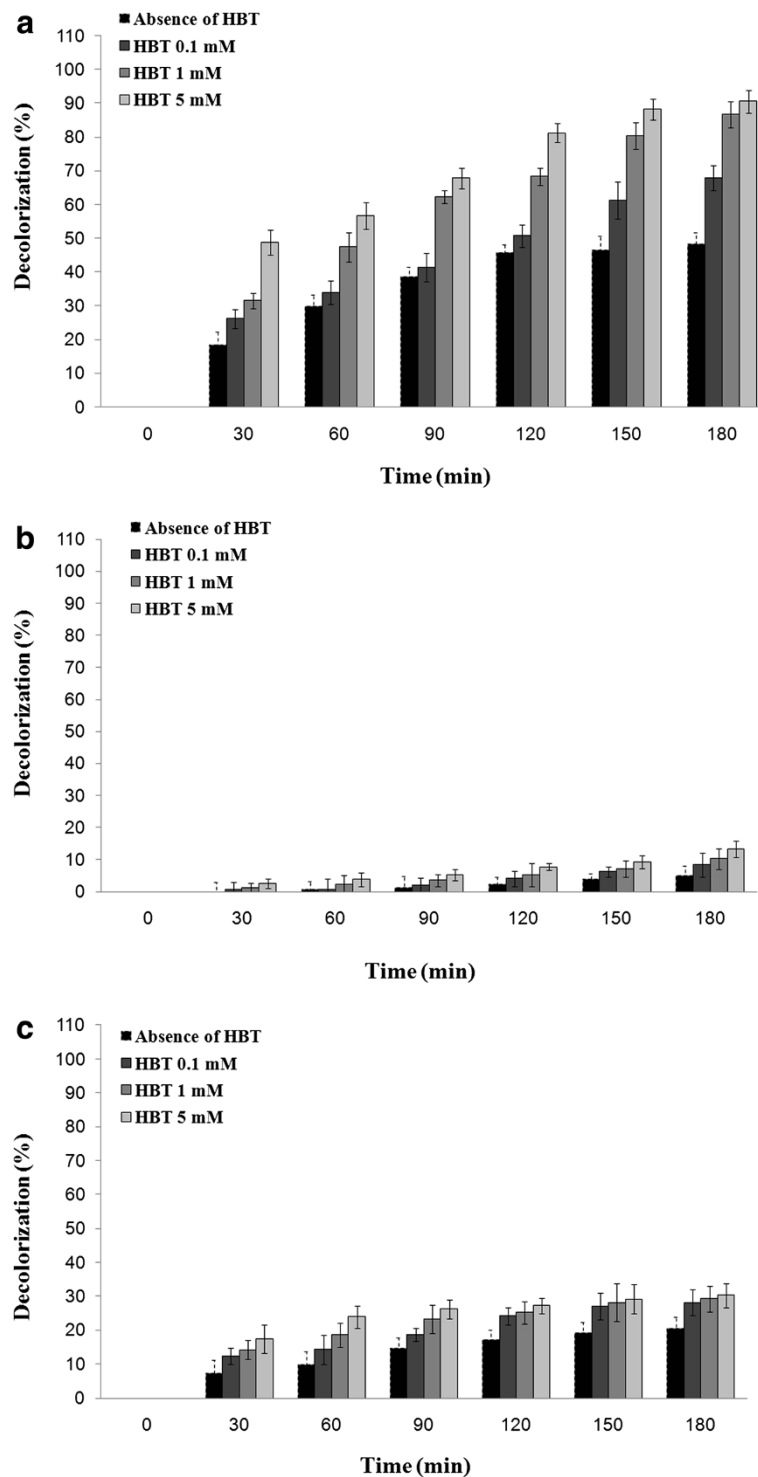 a
Absence of HBT
HBT 0.1 mM
HBT 1 mM
HBT 5 mM
110
100
90
80
70
60
50
40
30
20
10
0
Decolorization (%)
0 30 60 90 120 150 180
Time (min)
b
Absence of HBT
HBT 0.1 mM
HBT 1 mM
HBT 5 mM
110
100
90
80
70
60
50
40
30
20
10
0
Decolorization (%)
0 30 60 90 120 150 180
Time (min)
c
Absence of HBT
HBT 0.1 mM
HBT 1 mM
HBT 5 mM
110
100
90
80
70
60
50
40
30
20
10
0
Decolorization (%)
0 30 60 90 120 150 180
Time (min)